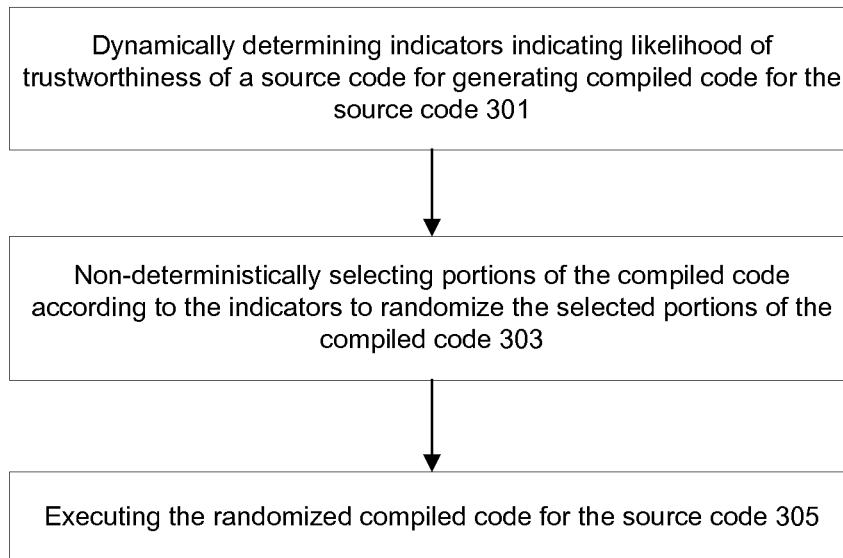 Dynamically determining indicators indicating likelihood of
trustworthiness of a source code for generating compiled code for the
source code 301
Non-deterministically selecting portions of the compiled code
according to the indicators to randomize the selected portions of the
compiled code 303
Executing the randomized compiled code for the source code 305